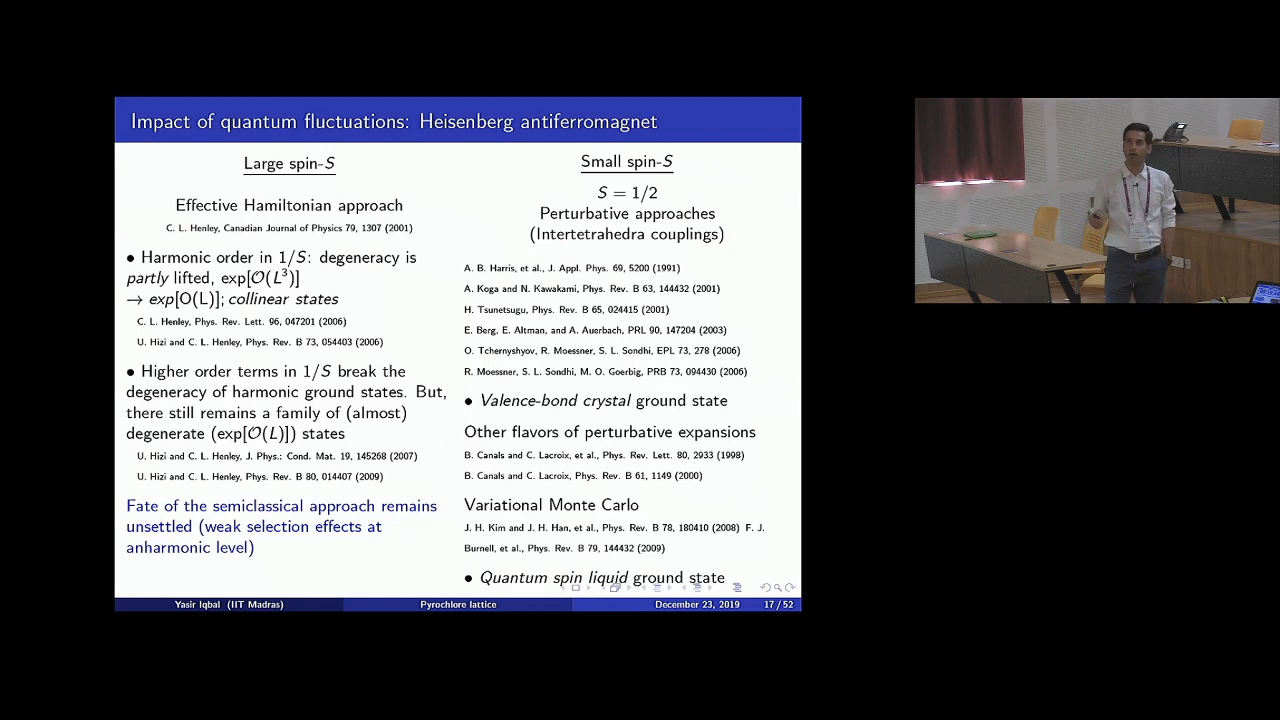 Impact of quantum fluctuations: Heisenberg antiferromagnet
Large spin-S
Effective Hamiltonian approach
C. L. Henley, Canadian Journal of Physics 79, 1307 (2001)
• Harmonic order in 1/S: degeneracy is
partly lifted, exp[𝒪(L³)]
→ exp[O(L)]; collinear states
C. L. Henley, Phys. Rev. Lett. 96, 047201 (2006)
U. Hizi and C. L. Henley, Phys. Rev. B 73, 054403 (2006)
• Higher order terms in 1/S break the
degeneracy of harmonic ground states. But,
there still remains a family of (almost)
degenerate (exp[𝒪(L)]) states
U. Hizi and C. L. Henley, J. Phys.: Cond. Mat. 19, 145268 (2007)
U. Hizi and C. L. Henley, Phys. Rev. B 80, 014407 (2009)
Fate of the semiclassical approach remains
unsettled (weak selection effects at
anharmonic level)
Small spin-S
S = 1/2
Perturbative approaches
(Intertetrahedra couplings)
A. B. Harris, et al., J. Appl. Phys. 69, 5200 (1991)
A. Koga and N. Kawakami, Phys. Rev. B 63, 144432 (2001)
H. Tsunetsugu, Phys. Rev. B 65, 024415 (2001)
E. Berg, E. Altman, and A. Auerbach, PRL 90, 147204 (2003)
O. Tchernyshyov, R. Moessner, S. L. Sondhi, EPL 73, 278 (2006)
R. Moessner, S. L. Sondhi, M. O. Goerbig, PRB 73, 094430 (2006)
• Valence-bond crystal ground state
Other flavors of perturbative expansions
B. Canals and C. Lacroix, et al., Phys. Rev. Lett. 80, 2933 (1998)
B. Canals and C. Lacroix, Phys. Rev. B 61, 1149 (2000)
Variational Monte Carlo
J. H. Kim and J. H. Han, et al., Phys. Rev. B 78, 180410 (2008) F. J.
Burnell, et al., Phys. Rev. B 79, 144432 (2009)
• Quantum spin liquid ground state
Yasir Iqbal (IIT Madras) Pyrochlore lattice December 23, 2019 17 / 52